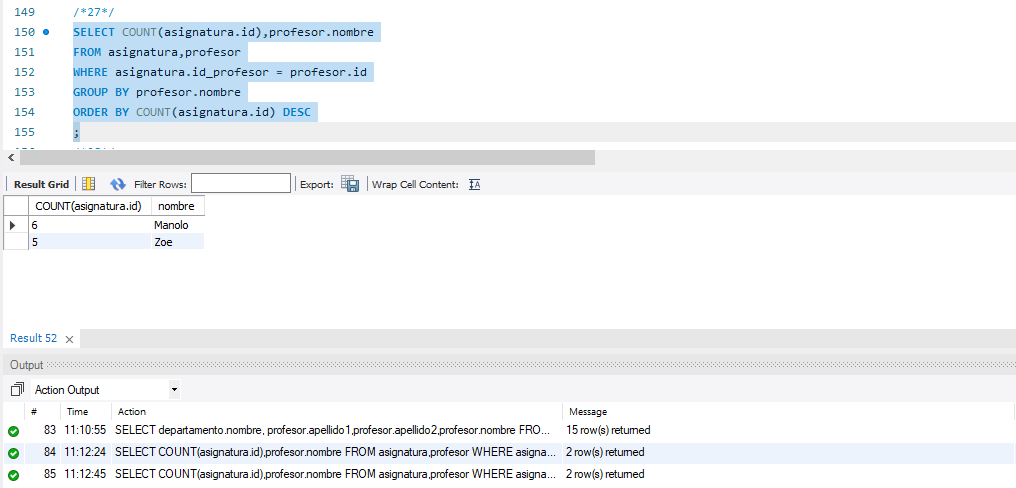 149 /*27*/
150 SELECT COUNT(asignatura.id),profesor.nombre
151 FROM asignatura,profesor
152 WHERE asignatura.id_profesor = profesor.id
153 GROUP BY profesor.nombre
154 ORDER BY COUNT(asignatura.id) DESC
155 ;
Result Grid Filter Rows: Export: Wrap Cell Content: IA
COUNT(asignatura.id) nombre
6 Manolo
5 Zoe
Result 52
Output
Action Output
# Time Action Message
83 11:10:55 SELECT departamento.nombre, profesor.apellido1,profesor.apellido2,profesor.nombre FRO... 15 row(s) returned
84 11:12:24 SELECT COUNT(asignatura.id),profesor.nombre FROM asignatura,profesor WHERE asigna... 2 row(s) returned
85 11:12:45 SELECT COUNT(asignatura.id),profesor.nombre FROM asignatura,profesor WHERE asigna... 2 row(s) returned